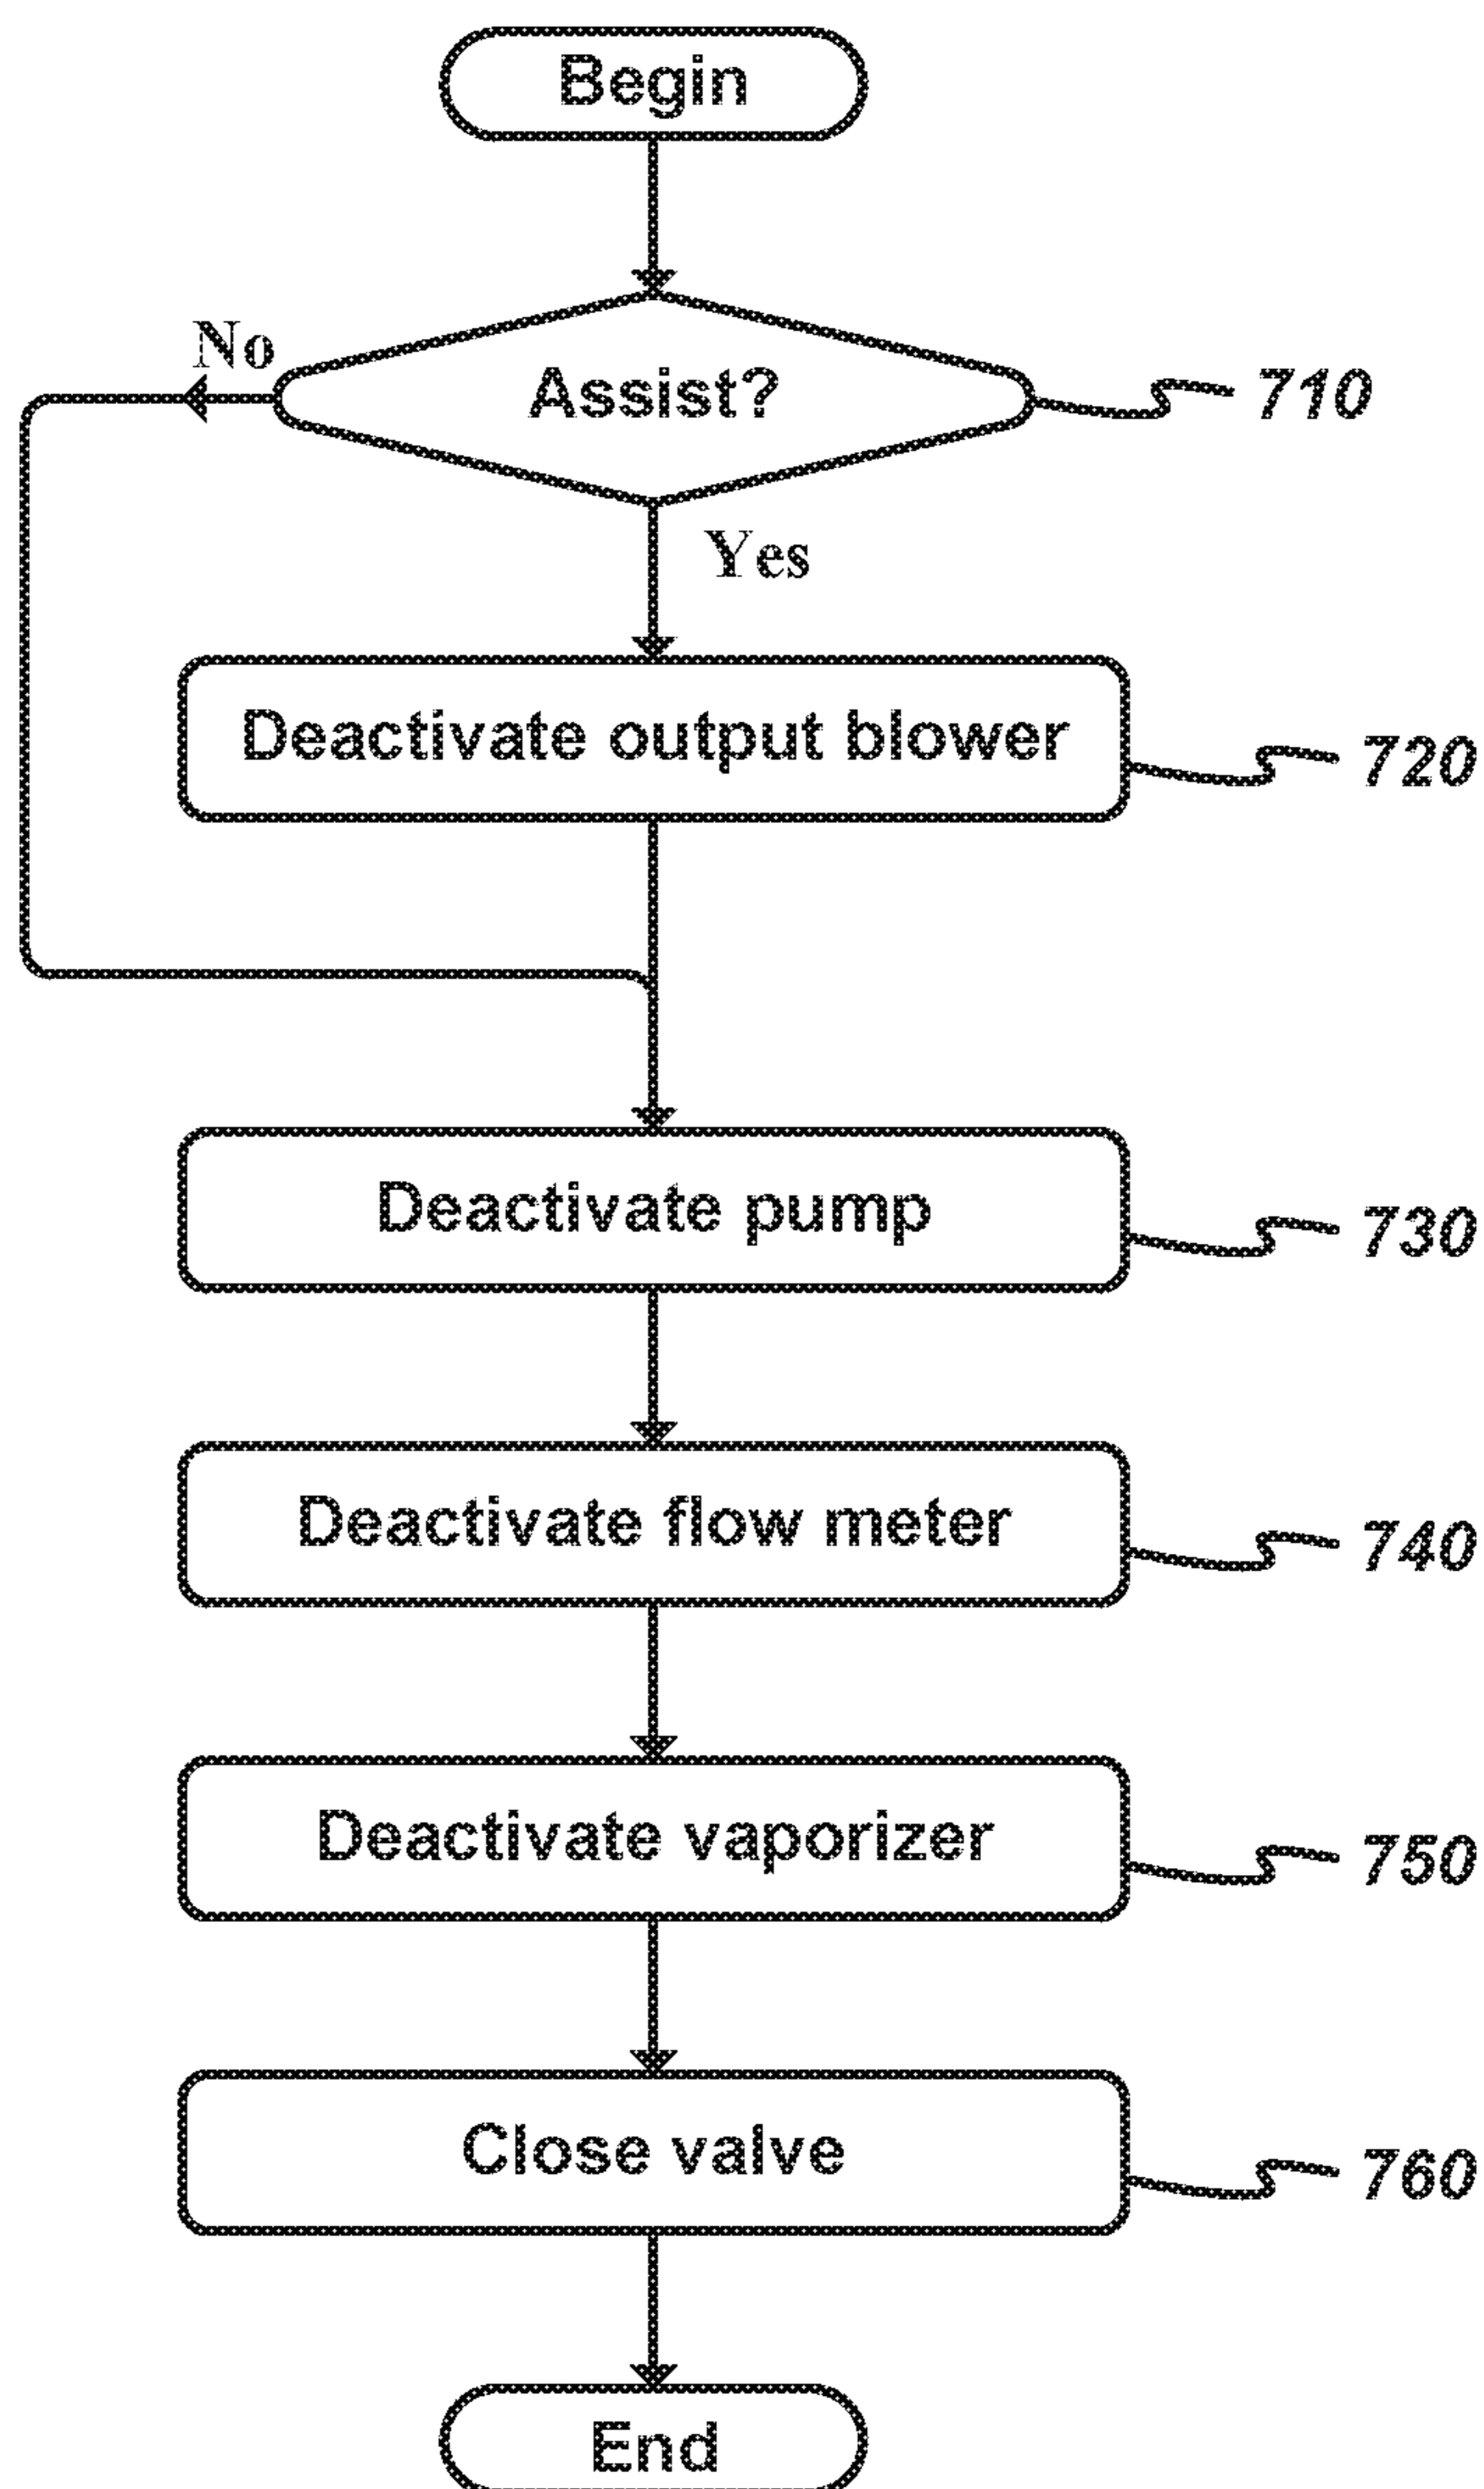 Begin
No
Assist?
710
Yes
Deactivate output blower
720
Deactivate pump
730
Deactivate flow meter
740
Deactivate vaporizer
750
Close valve
760
End